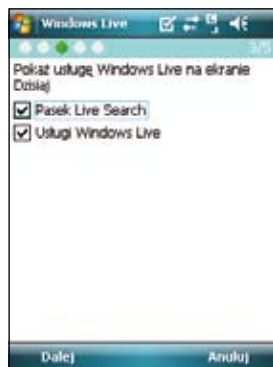 Windows Live
3/5
Pokaż usługę Windows Live na ekranie
Dzisiaj
Pasek Live Search
Usługi Windows Live
Dalej Anuluj